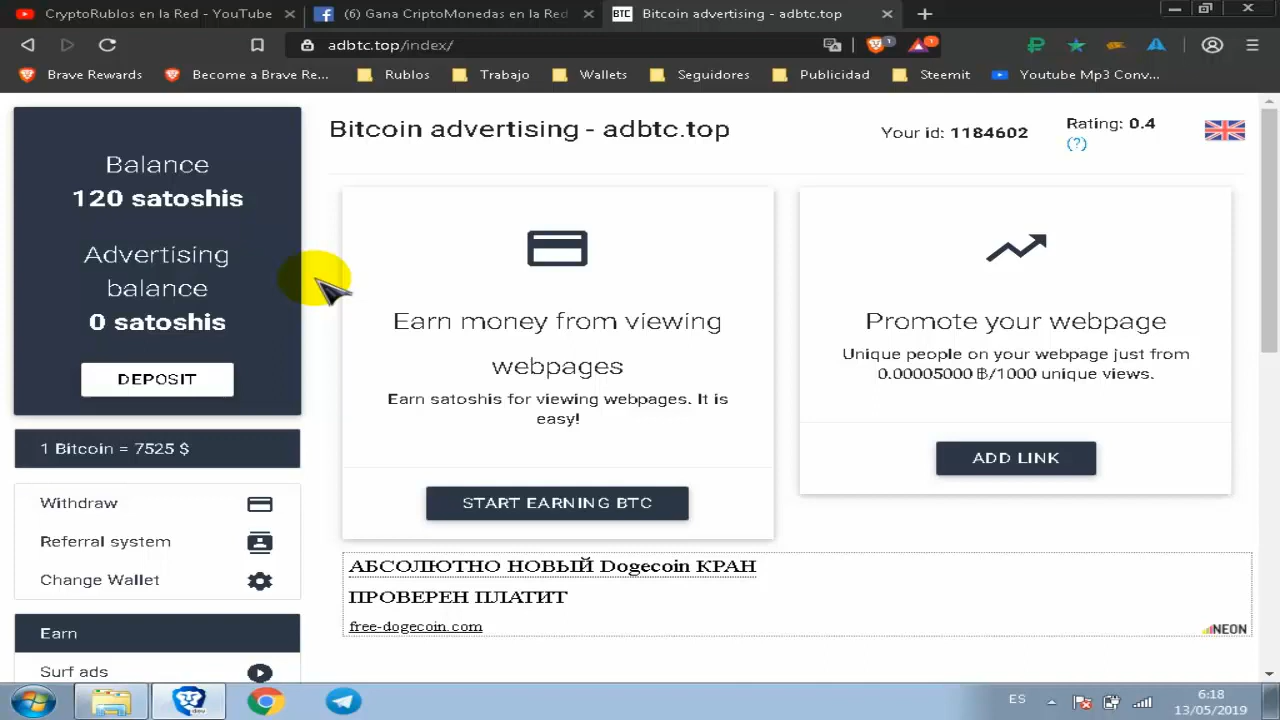 CryptoRublos en la Red - YouTube
(6) Gana CriptoMonedas en la Red
BTC
Bitcoin advertising - adbtc.top
adbtc.top/index/
1
1
Brave Rewards
Become a Brave Re...
Rublos
Trabajo
Wallets
Seguidores
Publicidad
Steemit
Youtube Mp3 Conv...
Balance
120 satoshis
Advertising
balance
0 satoshis
DEPOSIT
1 Bitcoin = 7525 $
Withdraw
Referral system
Change Wallet
Earn
Surf ads
Bitcoin advertising - adbtc.top
Your id: 1184602
Rating: 0.4
(?)
Earn money from viewing
webpages
Earn satoshis for viewing webpages. It is
easy!
START EARNING BTC
Promote your webpage
Unique people on your webpage just from
0.00005000 ฿/1000 unique views.
ADD LINK
АБСОЛЮТНО НОВЫЙ Dogecoin КРАН
ПРОВЕРЕН ПЛАТИТ
free-dogecoin.com
NEON
ES
6:18
13/05/2019